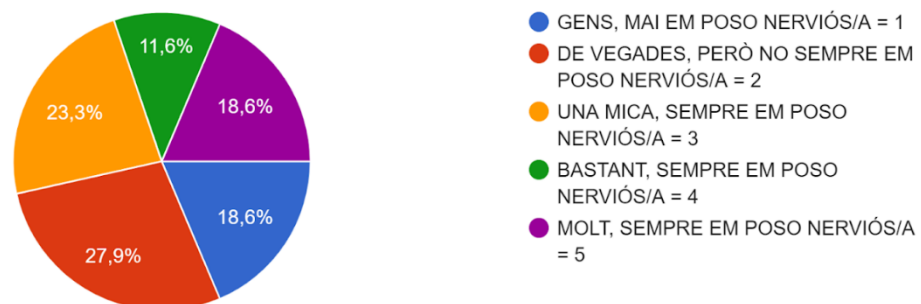 11,6%
23,3%
18,6%
18,6%
27,9%
GENS, MAI EM POSO NERVIÓS/A = 1
DE VEGADES, PERÒ NO SEMPRE EM
POSO NERVIÓS/A = 2
UNA MICA, SEMPRE EM POSO
NERVIÓS/A = 3
BASTANT, SEMPRE EM POSO
NERVIÓS/A = 4
MOLT, SEMPRE EM POSO NERVIÓS/A
= 5